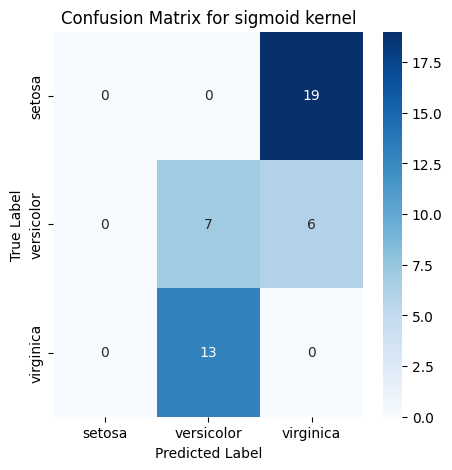 Confusion Matrix for sigmoid kernel
True Label
setosa
0 0 19
versicolor
0 7 6
virginica
0 13 0
setosa versicolor virginica
Predicted Label
17.5
15.0
12.5
10.0
7.5
5.0
2.5
0.0